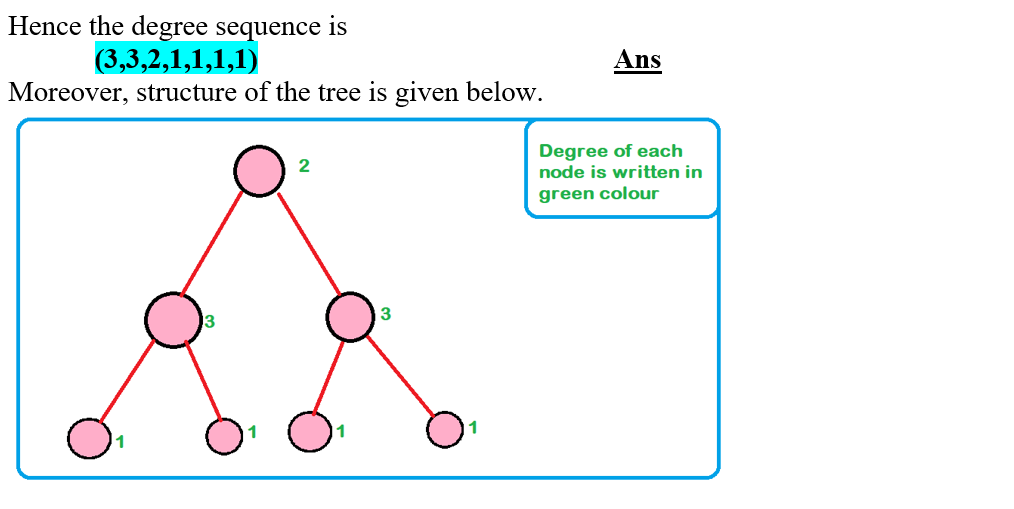 Hence the degree sequence is
(3,3,2,1,1,1,1) Ans
Moreover, structure of the tree is given below.
Degree of each
node is written in
green colour
2
3 3
1 1 1 1